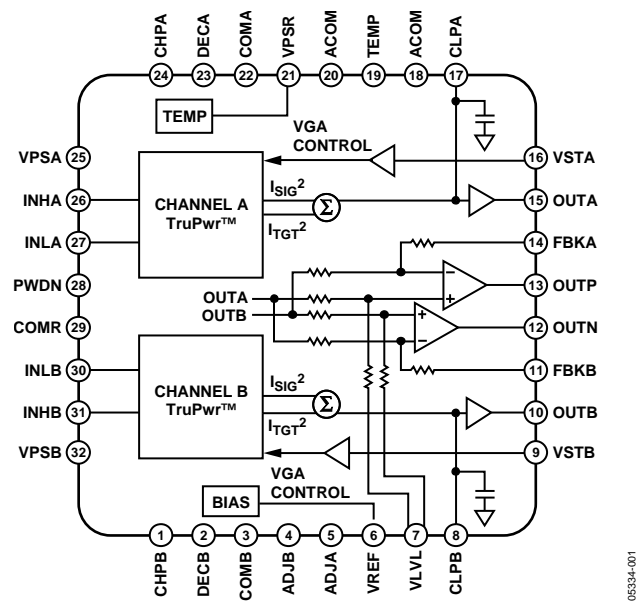 CHPA DECA COMA VPSR ACOM TEMP ACOM CLPA
24 23 22 21 20 19 18 17
TEMP
VGA
CONTROL
VPSA 25
16 VSTA
INHA 26
CHANNEL A
TruPwr™
ISIG2
Σ
15 OUTA
INLA 27
ITGT2
14 FBKA
PWDN 28
OUTA
OUTB
− +
13 OUTP
COMR 29
+ −
12 OUTN
INLB 30
11 FBKB
CHANNEL B
TruPwr™
ISIG2
Σ
INHB 31
ITGT2
10 OUTB
VPSB 32
9 VSTB
VGA
CONTROL
BIAS
1 2 3 4 5 6 7 8
CHPB DECB COMB ADJB ADJA VREF VLVL CLPB
05334-001